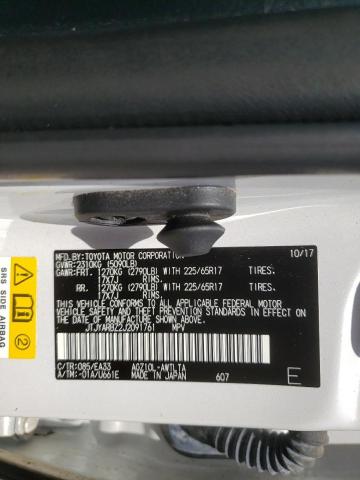 MFD.BY:TOYOTA MOTOR CORPORATION 10/17
GVWR:2310KG (5090LB)
GAWR:FRT. 1270KG (2790LB) WITH 225/65R17 TIRES.
17X7J RIMS.
RR. 1270KG (2790LB) WITH 225/65R17 TIRES.
17X7J RIMS.
THIS VEHICLE CONFORMS TO ALL APPLICABLE FEDERAL
MOTOR VEHICLE SAFETY, BUMPER, AND THEFT PREVENTION
STANDARDS IN EFFECT ON THE DATE OF MANUFACTURE
SHOWN ABOVE.
JTJYARBZ2J2091761 MPV
C/TR:085/EA33 AGZ10L-AWTLTA
A/TM:-01A/U661E MADE IN JAPAN 607 E
SRS SIDE AIRBAG